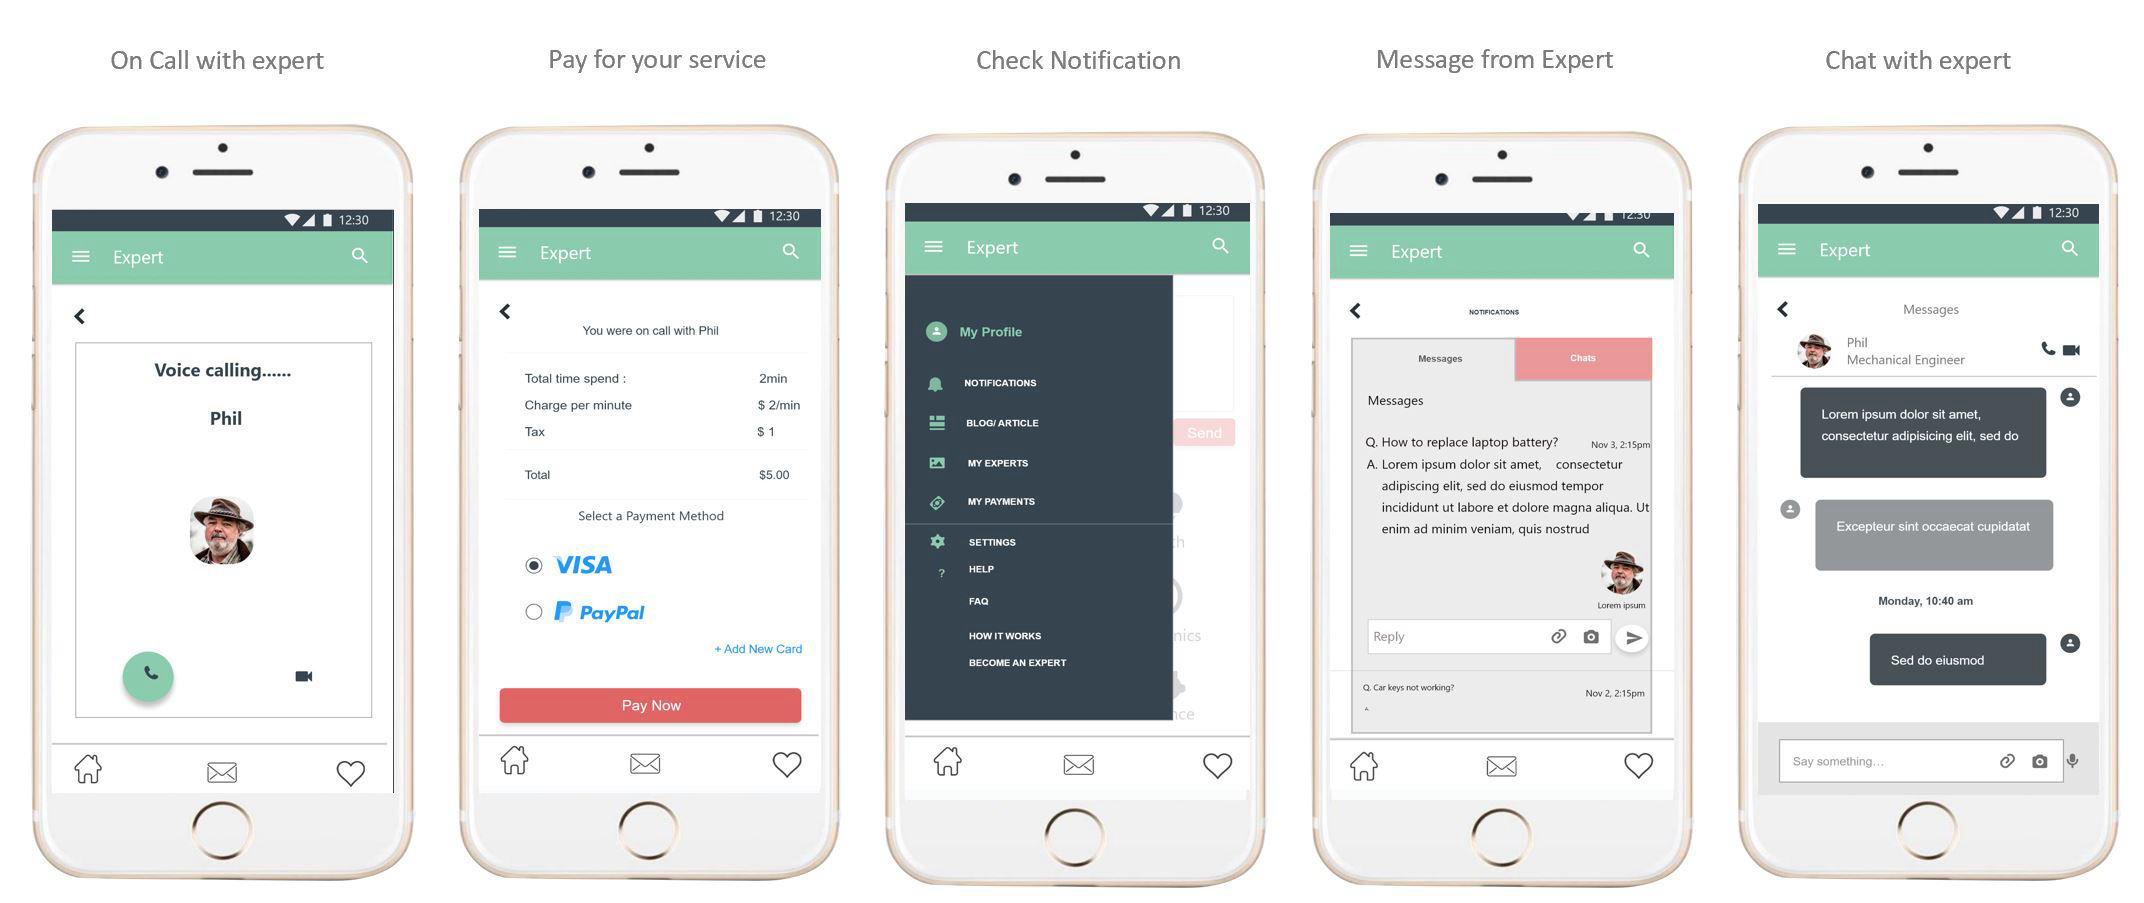 On Call with expert
12:30
Expert
Voice calling......
Phil
Pay for your service
12:30
Expert
You were on call with Phil
Total time spend : 2min
Charge per minute $ 2/min
Tax $ 1
Total $5.00
Select a Payment Method
VISA
PayPal
+ Add New Card
Pay Now
Check Notification
12:30
Expert
My Profile
NOTIFICATIONS
BLOG/ ARTICLE
MY EXPERTS
MY PAYMENTS
SETTINGS
? HELP
FAQ
HOW IT WORKS
BECOME AN EXPERT
Send
th
nics
nce
Message from Expert
12:30
Expert
NOTIFICATIONS
Messages Chats
Messages
Q. How to replace laptop battery? Nov 3, 2:15pm
A. Lorem ipsum dolor sit amet, consectetur
adipiscing elit, sed do eiusmod tempor
incididunt ut labore et dolore magna aliqua. Ut
enim ad minim veniam, quis nostrud
Lorem ipsum
Reply
Q. Car keys not working? Nov 2, 2:15pm
A.
Chat with expert
12:30
Expert
Messages
Phil
Mechanical Engineer
Lorem ipsum dolor sit amet,
consectetur adipisicing elit, sed do
Excepteur sint occaecat cupidatat
Monday, 10:40 am
Sed do eiusmod
Say something...